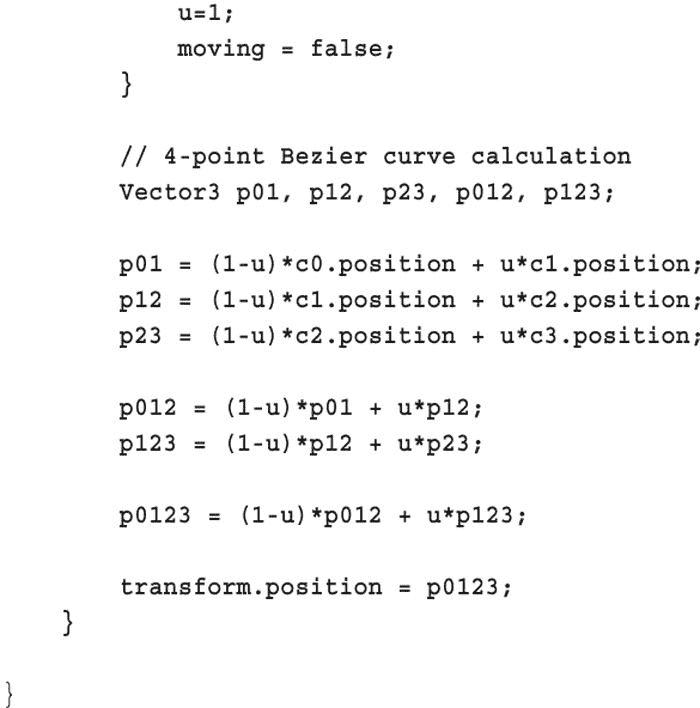 u=1;
moving = false;
}
// 4-point Bezier curve calculation
Vector3 p01, p12, p23, p012, p123;
p01 = (1-u)*c0.position + u*c1.position;
p12 = (1-u)*c1.position + u*c2.position;
p23 = (1-u)*c2.position + u*c3.position;
p012 = (1-u)*p01 + u*p12;
p123 = (1-u)*p12 + u*p23;
p0123 = (1-u)*p012 + u*p123;
transform.position = p0123;
}
}